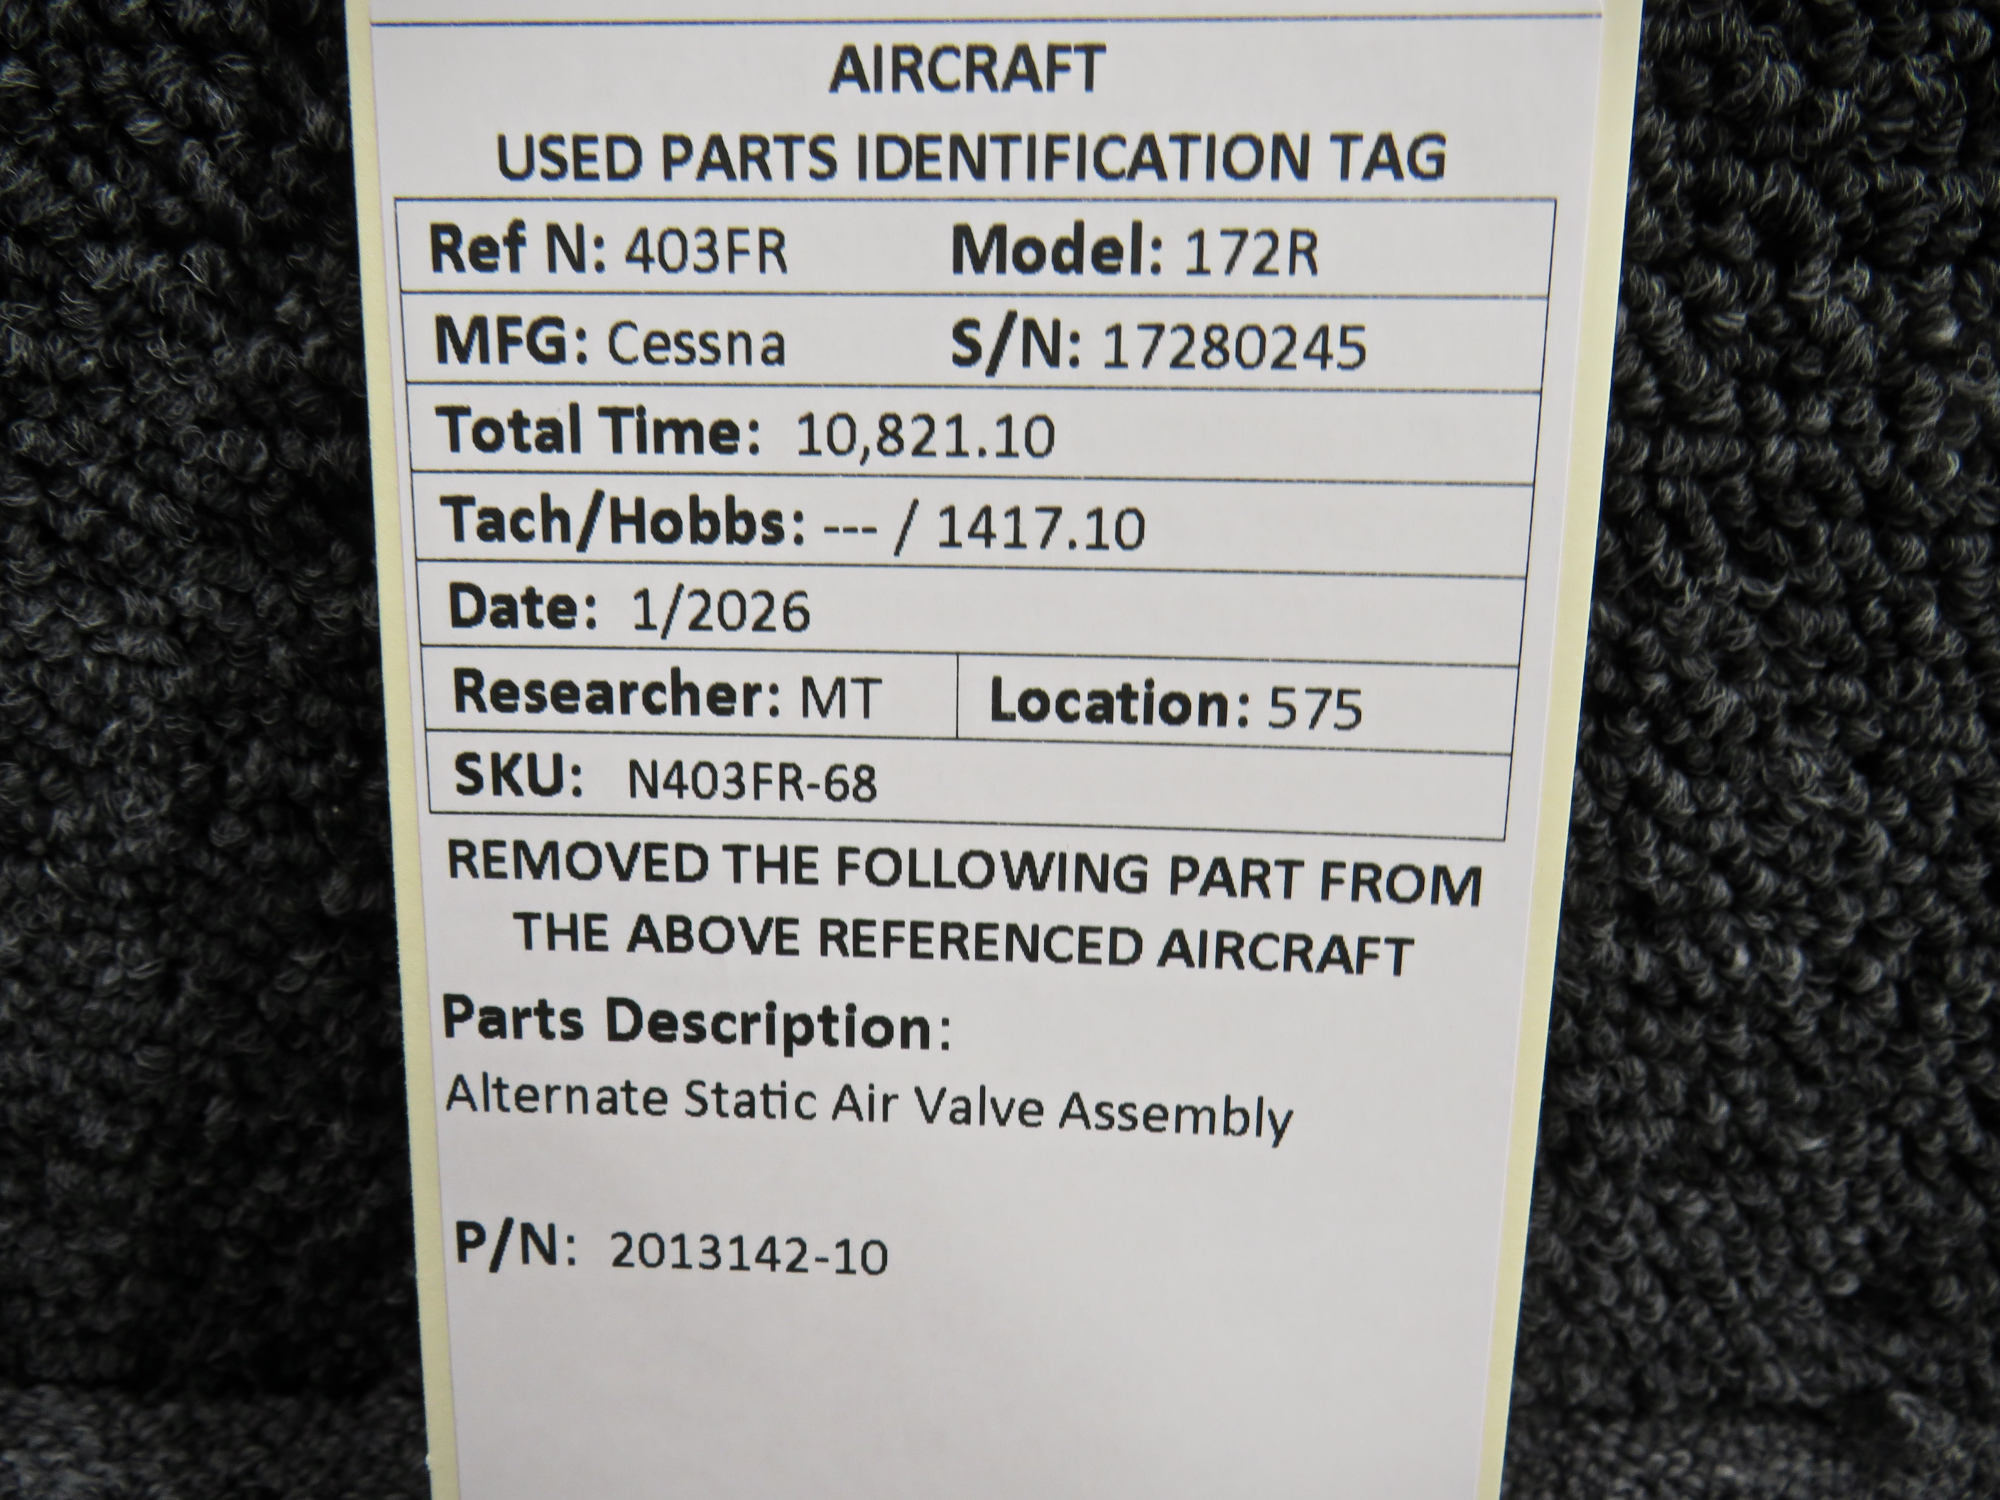 AIRCRAFT
USED PARTS IDENTIFICATION TAG
Ref N: 403FR Model: 172R
MFG: Cessna S/N: 17280245
Total Time: 10,821.10
Tach/Hobbs: --- / 1417.10
Date: 1/2026
Researcher: MT Location: 575
SKU: N403FR-68
REMOVED THE FOLLOWING PART FROM
THE ABOVE REFERENCED AIRCRAFT
Parts Description:
Alternate Static Air Valve Assembly
P/N: 2013142-10